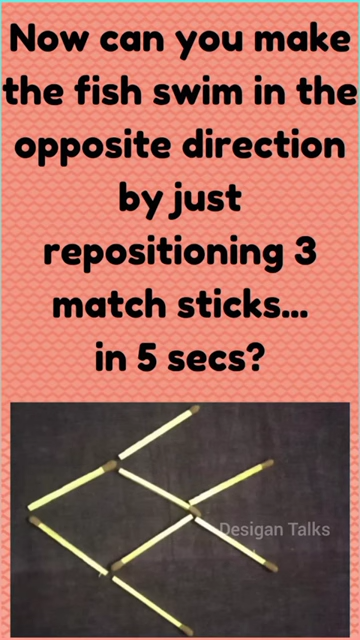 Now can you make
the fish swim in the
opposite direction
by just
repositioning 3
match sticks...
in 5 secs?
Desigan Talks